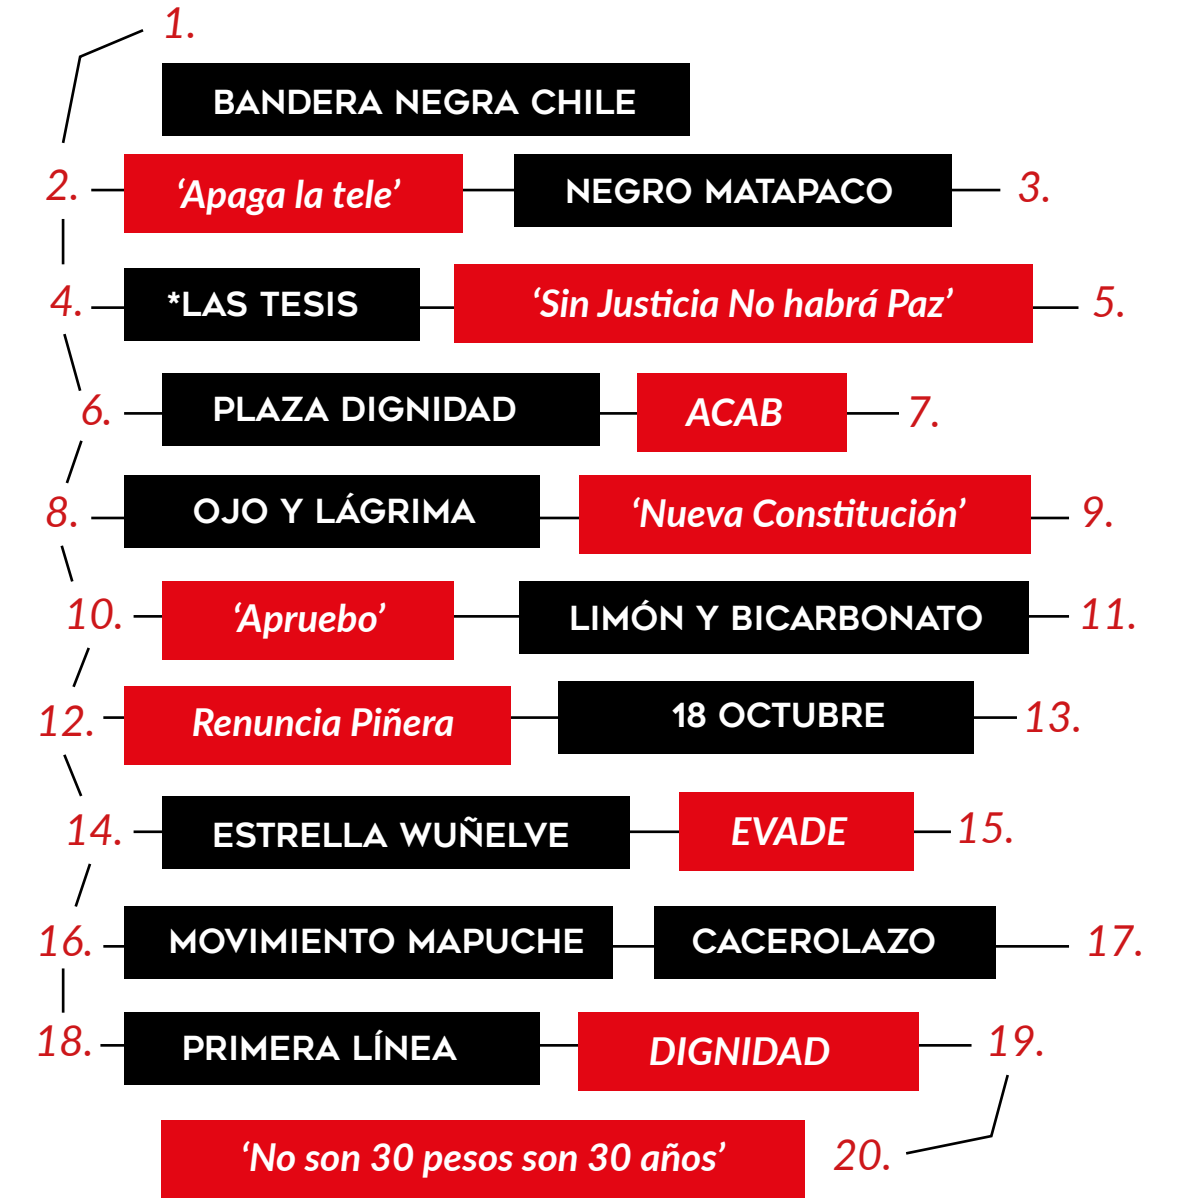 1.
BANDERA NEGRA CHILE
2. ‘Apaga la tele’ NEGRO MATAPACO 3.
4. *LAS TESIS ‘Sin Justicia No habrá Paz’ 5.
6. PLAZA DIGNIDAD ACAB 7.
8. OJO Y LÁGRIMA ‘Nueva Constitución’ 9.
10. ‘Apruebo’ LIMÓN Y BICARBONATO 11.
12. Renuncia Piñera 18 OCTUBRE 13.
14. ESTRELLA WUÑELVE EVADE 15.
16. MOVIMIENTO MAPUCHE CACEROLAZO 17.
18. PRIMERA LÍNEA DIGNIDAD 19.
‘No son 30 pesos son 30 años’ 20.